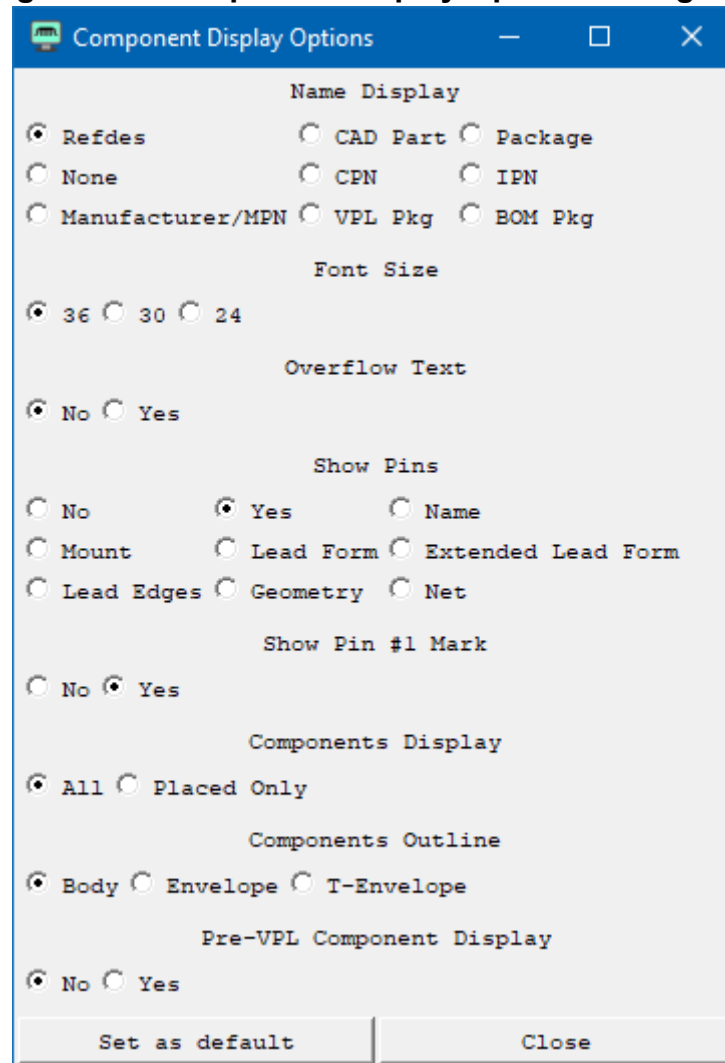 Component Display Options
Name Display
Refdes CAD Part Package
None CPN IPN
Manufacturer/MPN VPL Pkg BOM Pkg
Font Size
36 30 24
Overflow Text
No Yes
Show Pins
No Yes Name
Mount Lead Form Extended Lead Form
Lead Edges Geometry Net
Show Pin #1 Mark
No Yes
Components Display
All Placed Only
Components Outline
Body Envelope T-Envelope
Pre-VPL Component Display
No Yes
Set as default Close